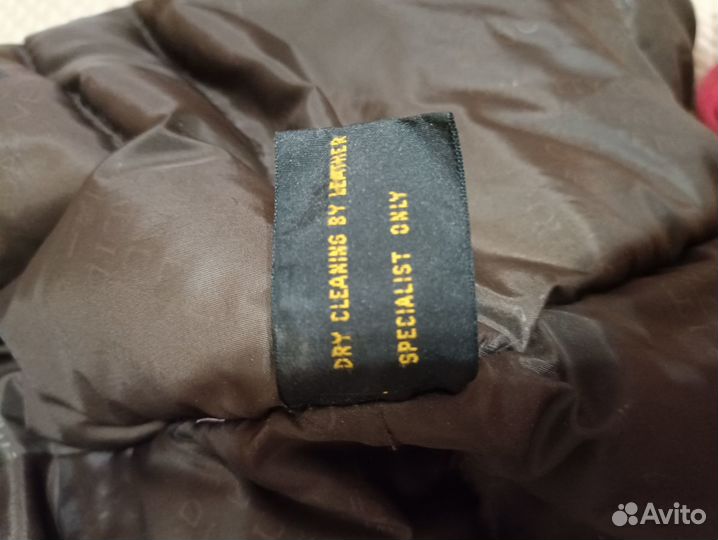 DRY CLEANING BY LEATHER
SPECIALIST ONLY
Avito